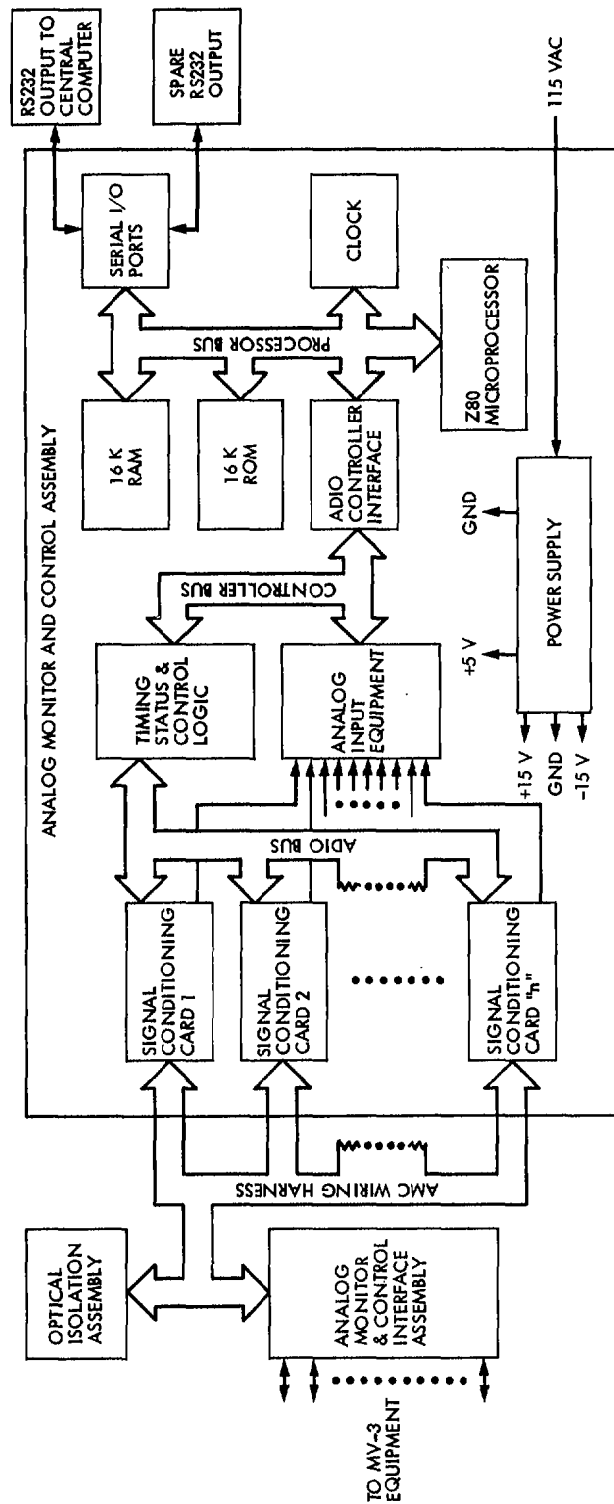 ANALOG MONITOR AND CONTROL ASSEMBLY
OPTICAL
ISOLATION
ASSEMBLY
ANALOG
MONITOR
& CONTROL
INTERFACE
ASSEMBLY
TO MV-3
EQUIPMENT
AMC WIRING HARNESS
SIGNAL
CONDITIONING
CARD 1
SIGNAL
CONDITIONING
CARD 2
SIGNAL
CONDITIONING
CARD "n"
ADIO BUS
TIMING
STATUS &
CONTROL
LOGIC
ANALOG
INPUT
EQUIPMENT
CONTROLLER BUS
16 K
RAM
16 K
ROM
ADIO
CONTROLLER
INTERFACE
PROCESSOR BUS
SERIAL I/O
PORTS
CLOCK
Z80
MICROPROCESSOR
RS232
OUTPUT TO
CENTRAL
COMPUTER
SPARE
RS232
OUTPUT
+5 V
GND
+15 V
GND
-15 V
POWER SUPPLY
115 VAC